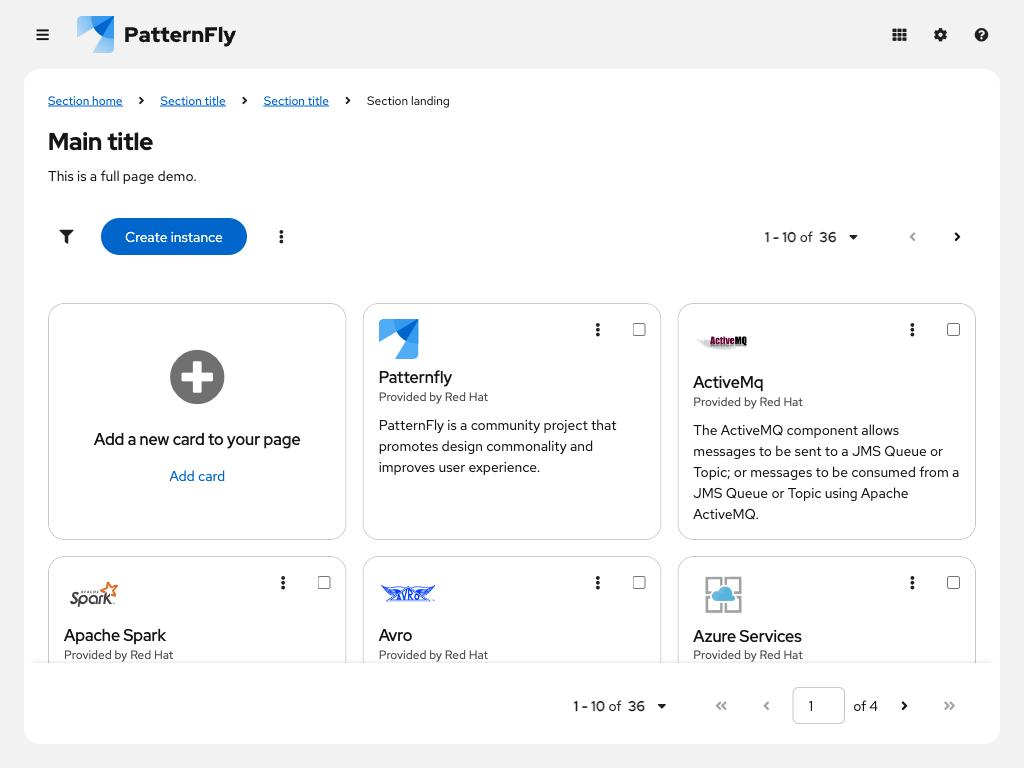 PatternFly
Section home Section title Section title Section landing
Main title
This is a full page demo.
Create instance
1 - 10 of 36
Add a new card to your page
Add card
Patternfly
Provided by Red Hat
PatternFly is a community project that
promotes design commonality and
improves user experience.
ActiveMQ
ActiveMq
Provided by Red Hat
The ActiveMQ component allows
messages to be sent to a JMS Queue or
Topic; or messages to be consumed from a
JMS Queue or Topic using Apache
ActiveMQ.
APACHE
Spark
Apache Spark
Provided by Red Hat
AVRO
Avro
Provided by Red Hat
Azure Services
Provided by Red Hat
1 - 10 of 36
1 of 4